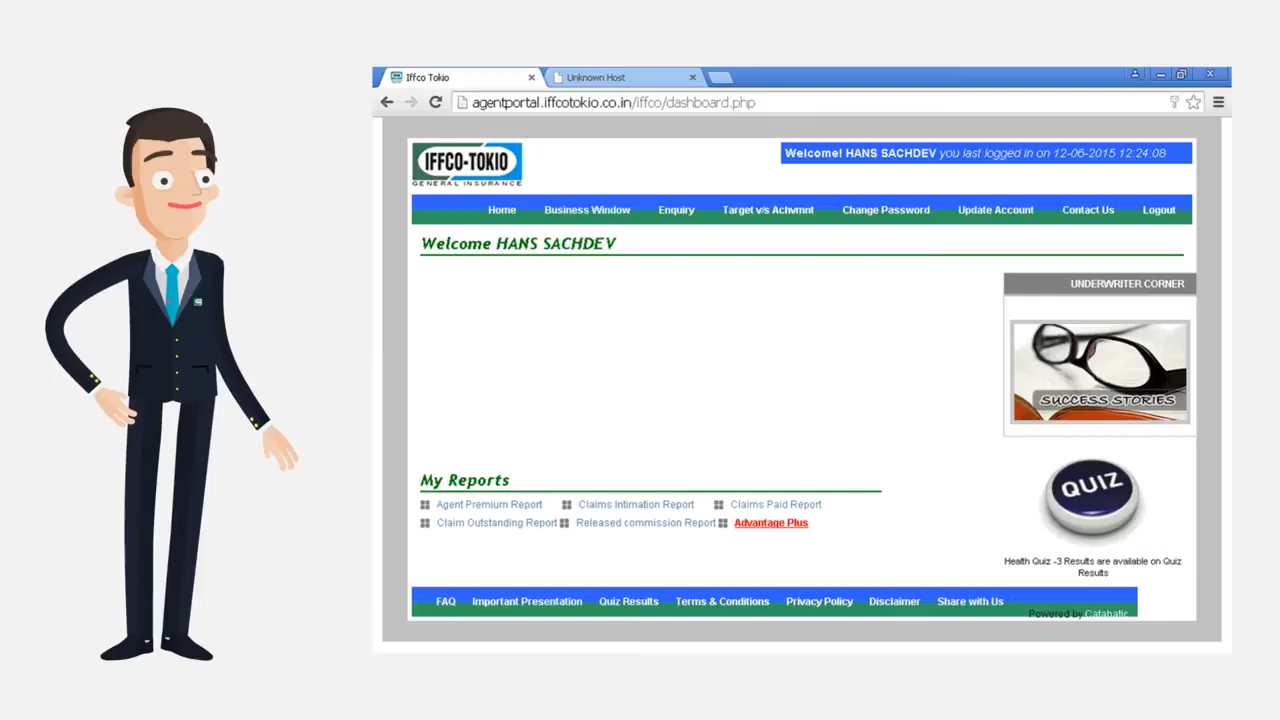 Iffco Tokio
Unknown Host
agentportal.iffcotokio.co.in/iffco/dashboard.php
IFFCO-TOKIO
GENERAL INSURANCE
Welcome! HANS SACHDEV you last logged in on 12-06-2015 12:24:08
Home Business Window Enquiry Target v/s Achvmnt Change Password Update Account Contact Us Logout
Welcome HANS SACHDEV
UNDERWRITER CORNER
SUCCESS STORIES
My Reports
Agent Premium Report Claims Intimation Report Claims Paid Report
Claim Outstanding Report Released commission Report Advantage Plus
QUIZ
Health Quiz -3 Results are available on Quiz
Results
FAQ Important Presentation Quiz Results Terms & Conditions Privacy Policy Disclaimer Share with Us
Powered by Catabatic